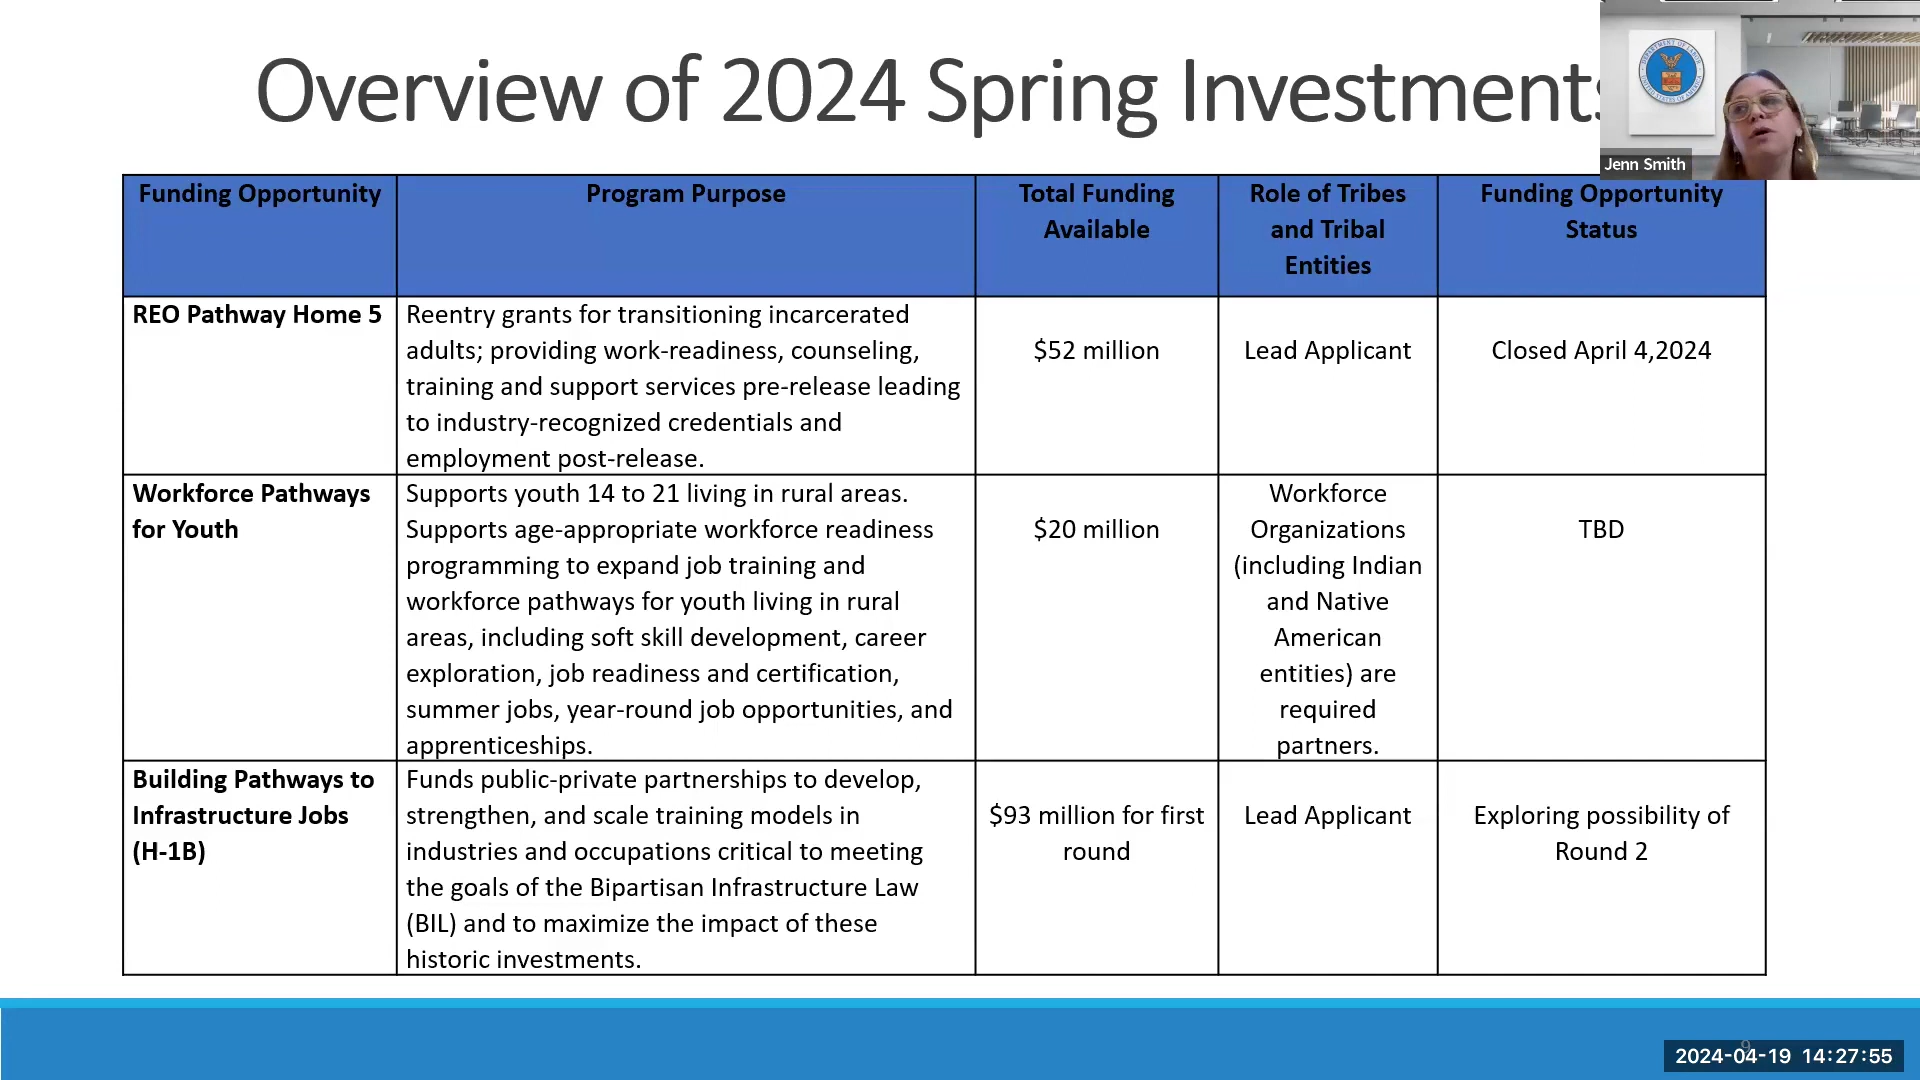 Overview of 2024 Spring Investments
Jenn Smith
Funding Opportunity
Program Purpose
Total Funding
Available
Role of Tribes
and Tribal
Entities
Funding Opportunity
Status
REO Pathway Home 5
Reentry grants for transitioning incarcerated
adults; providing work-readiness, counseling,
training and support services pre-release leading
to industry-recognized credentials and
employment post-release.
$52 million
Lead Applicant
Closed April 4,2024
Workforce Pathways
for Youth
Supports youth 14 to 21 living in rural areas.
Supports age-appropriate workforce readiness
programming to expand job training and
workforce pathways for youth living in rural
areas, including soft skill development, career
exploration, job readiness and certification,
summer jobs, year-round job opportunities, and
apprenticeships.
$20 million
Workforce
Organizations
(including Indian
and Native
American
entities) are
required
partners.
TBD
Building Pathways to
Infrastructure Jobs
(H-1B)
Funds public-private partnerships to develop,
strengthen, and scale training models in
industries and occupations critical to meeting
the goals of the Bipartisan Infrastructure Law
(BIL) and to maximize the impact of these
historic investments.
$93 million for first
round
Lead Applicant
Exploring possibility of
Round 2
9
2024-04-19 14:27:55